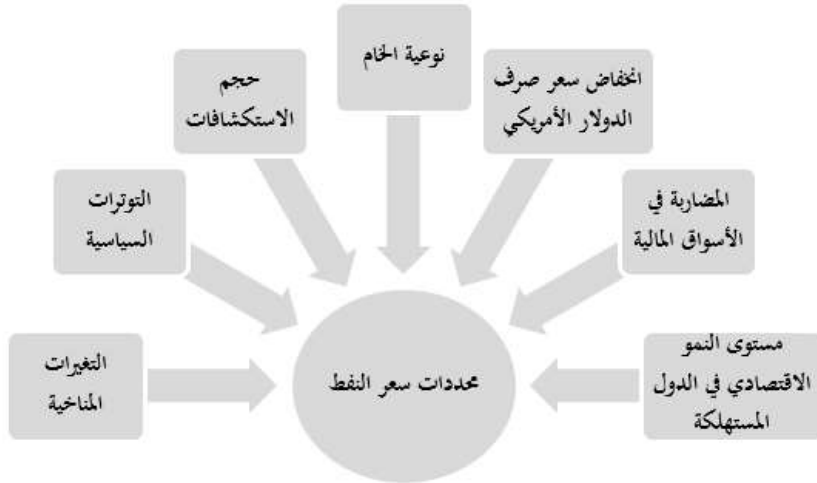 نوعية الخام
انخفاض سعر صرف
الدولار الأمريكي
حجم
الاستكشافات
المضاربة في
الأسواق المالية
التوترات
السياسية
مستوى النمو
الاقتصادي في الدول
المستهلكة
محددات سعر النفط
التغيرات
المناخية